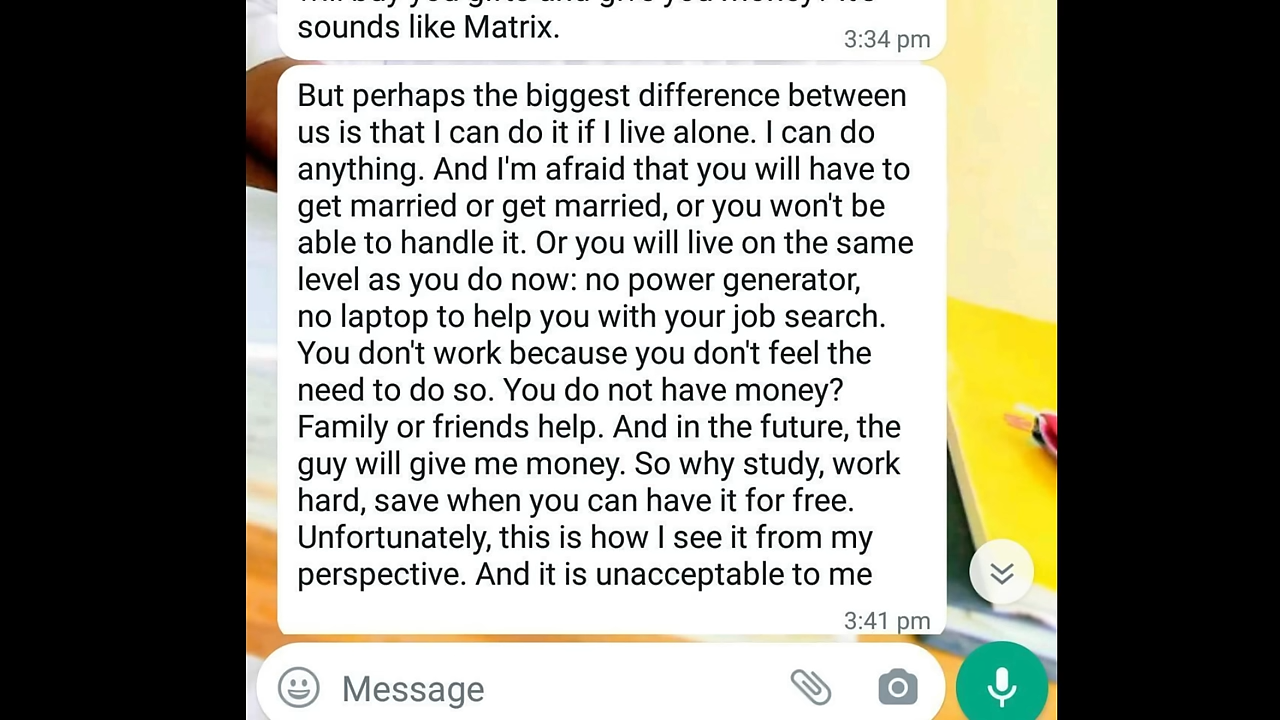 sounds like Matrix.
3:34 pm
But perhaps the biggest difference between
us is that I can do it if I live alone. I can do
anything. And I'm afraid that you will have to
get married or get married, or you won't be
able to handle it. Or you will live on the same
level as you do now: no power generator,
no laptop to help you with your job search.
You don't work because you don't feel the
need to do so. You do not have money?
Family or friends help. And in the future, the
guy will give me money. So why study, work
hard, save when you can have it for free.
Unfortunately, this is how I see it from my
perspective. And it is unacceptable to me
3:41 pm
Message